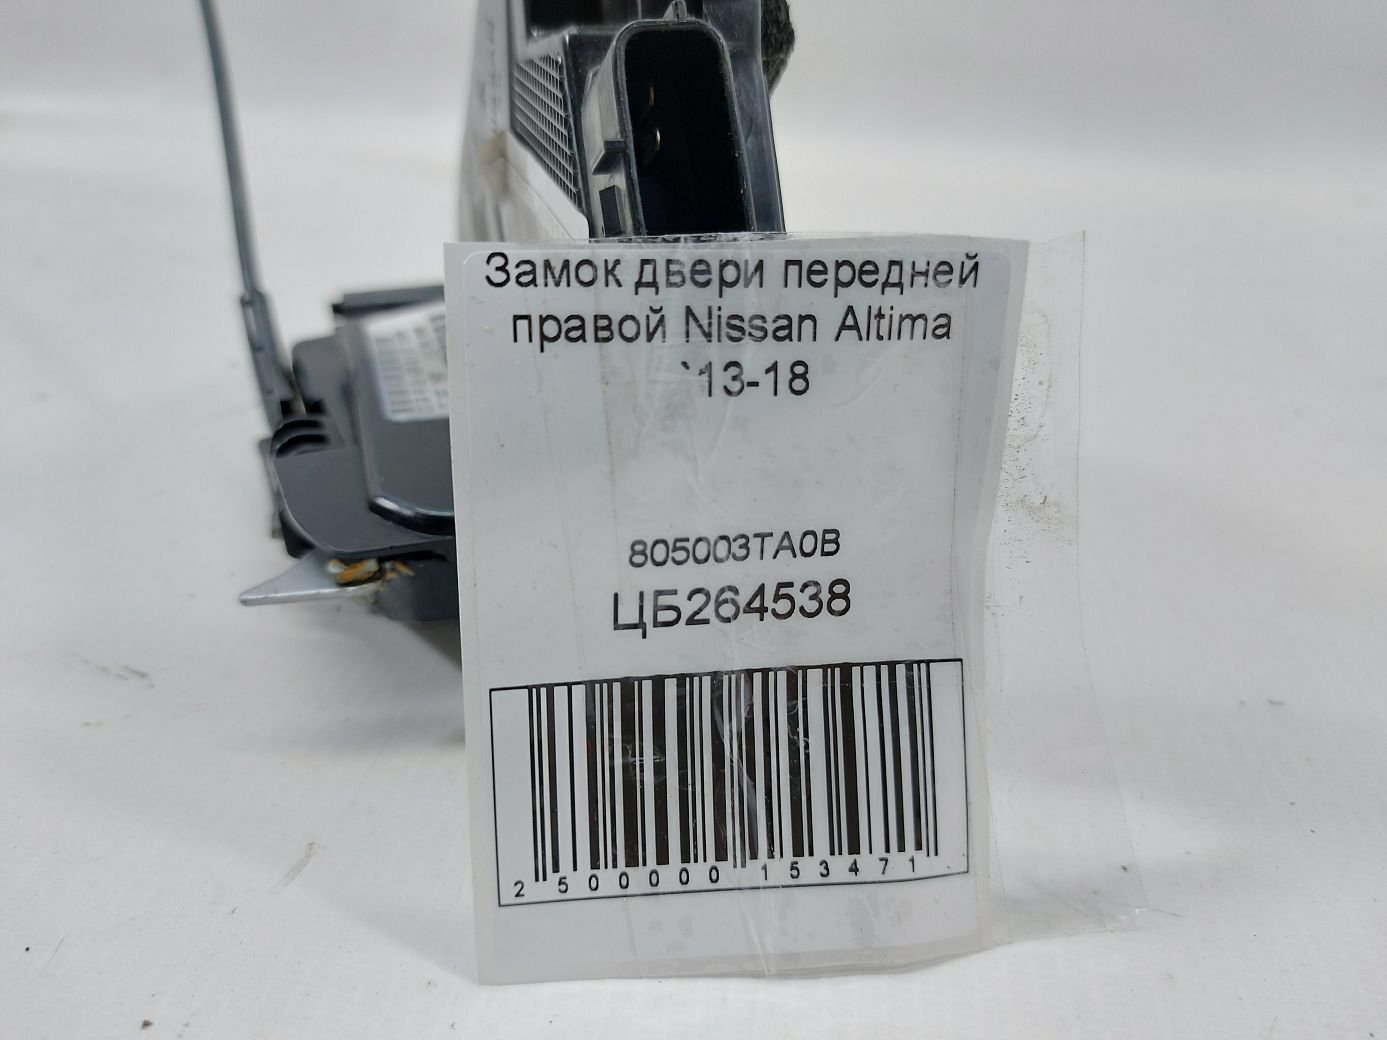 Замок двери передней
правой Nissan Altima
`13-18
805003TA0B
ЦБ264538
2 500000 153471